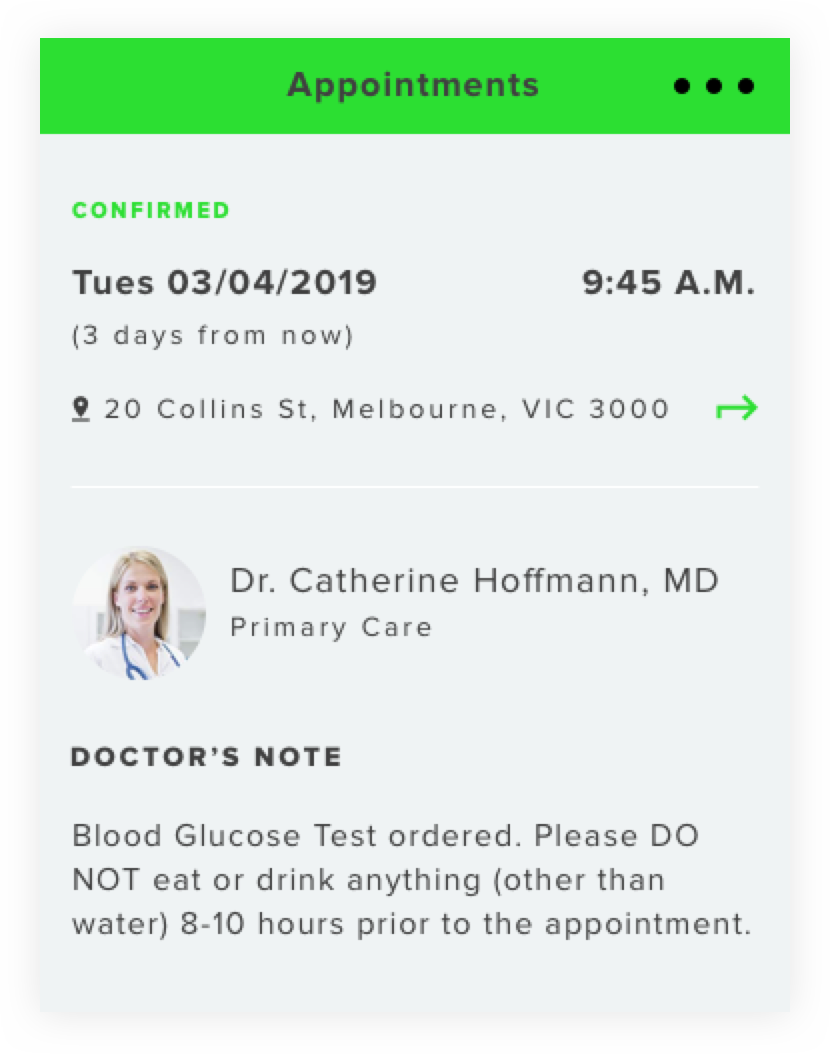 Appointments
CONFIRMED
Tues 03/04/2019 9:45 A.M.
(3 days from now)
20 Collins St, Melbourne, VIC 3000
Dr. Catherine Hoffmann, MD
Primary Care
DOCTOR’S NOTE
Blood Glucose Test ordered. Please DO
NOT eat or drink anything (other than
water) 8-10 hours prior to the appointment.